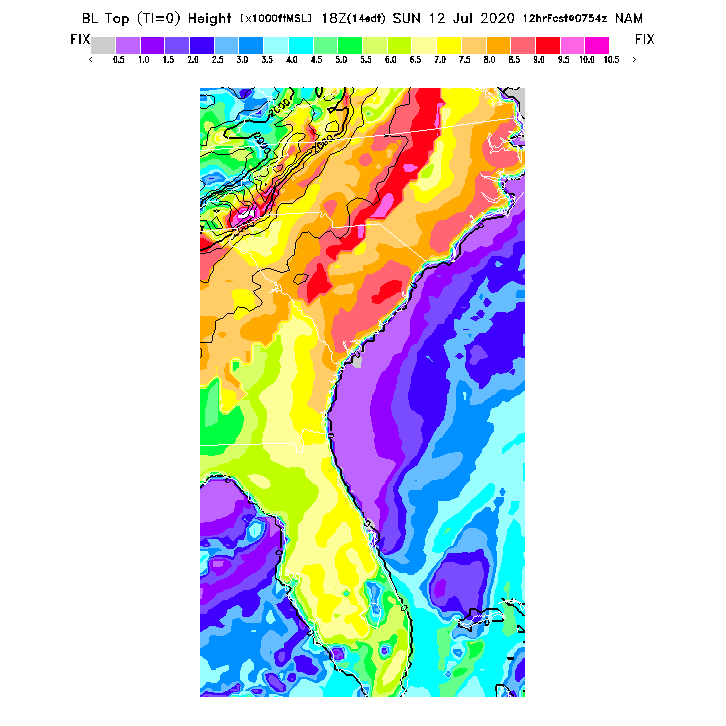 BL Top (TI=0) Height [x1000ftMSL] 18Z(14edt) SUN 12 Jul 2020 12hrFcst@0754z NAM
FIX FIX
< 0.5 1.0 1.5 2.0 2.5 3.0 3.5 4.0 4.5 5.0 5.5 6.0 6.5 7.0 7.5 8.0 8.5 9.0 9.5 10.0 10.5 >
2000
2000